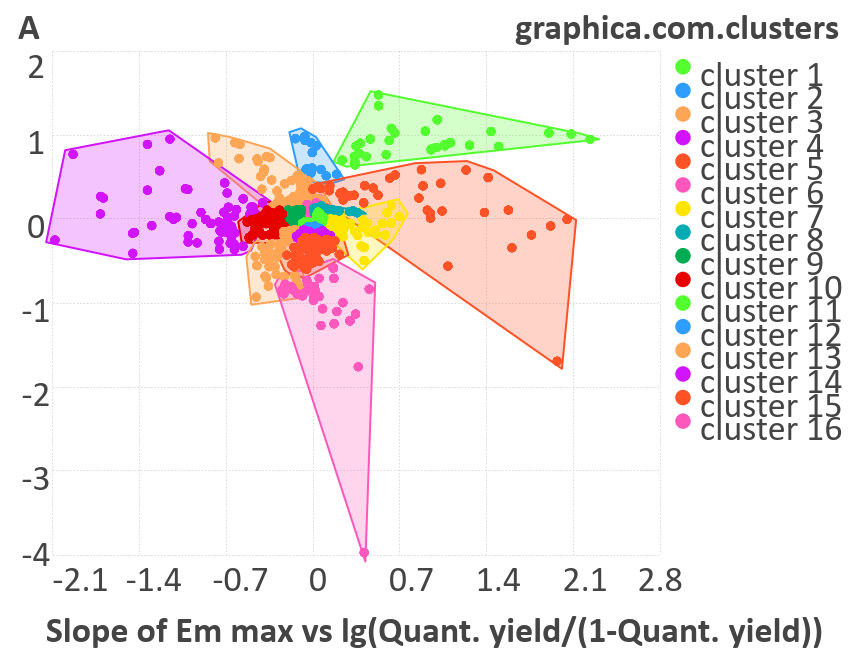 A
graphica.com.clusters
2
1
0
-1
-2
-3
-4
-2.1 -1.4 -0.7 0 0.7 1.4 2.1 2.8
Slope of Em max vs lg(Quant. yield/(1-Quant. yield))
cluster 1
cluster 2
cluster 3
cluster 4
cluster 5
cluster 6
cluster 7
cluster 8
cluster 9
cluster 10
cluster 11
cluster 12
cluster 13
cluster 14
cluster 15
cluster 16